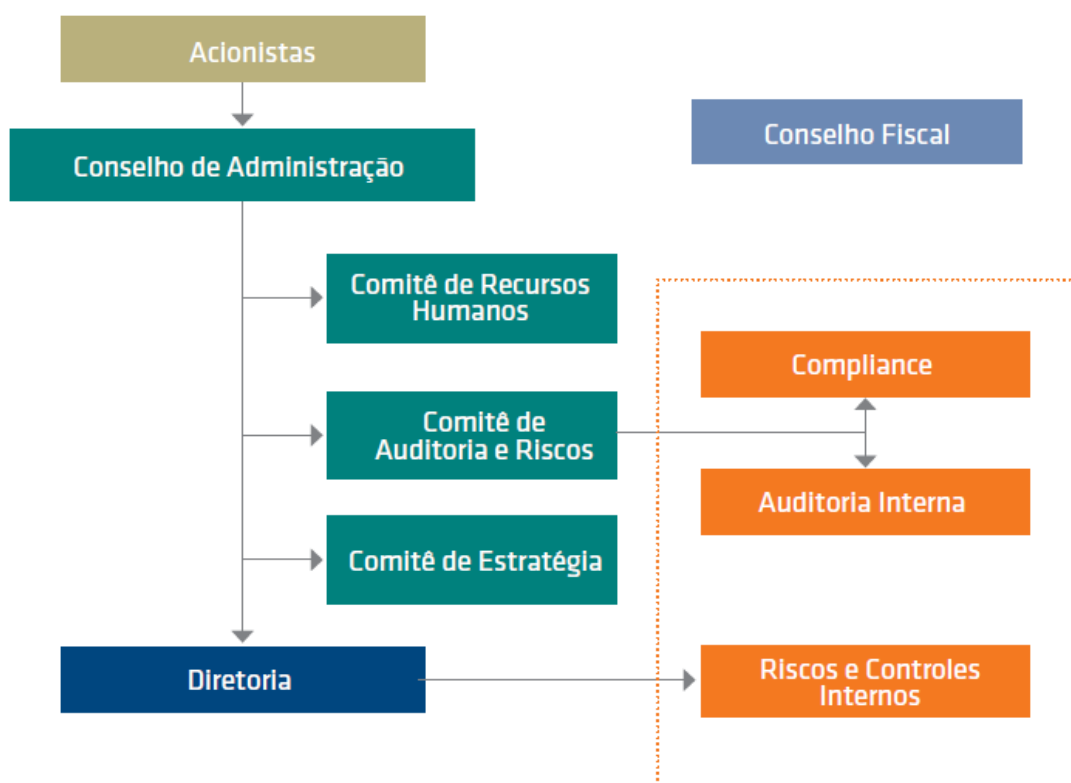 Acionistas
Conselho Fiscal
Conselho de Administração
Comitê de Recursos
Humanos
Compliance
Comitê de
Auditoria e Riscos
Auditoria Interna
Comitê de Estratégia
Diretoria
Riscos e Controles
Internos